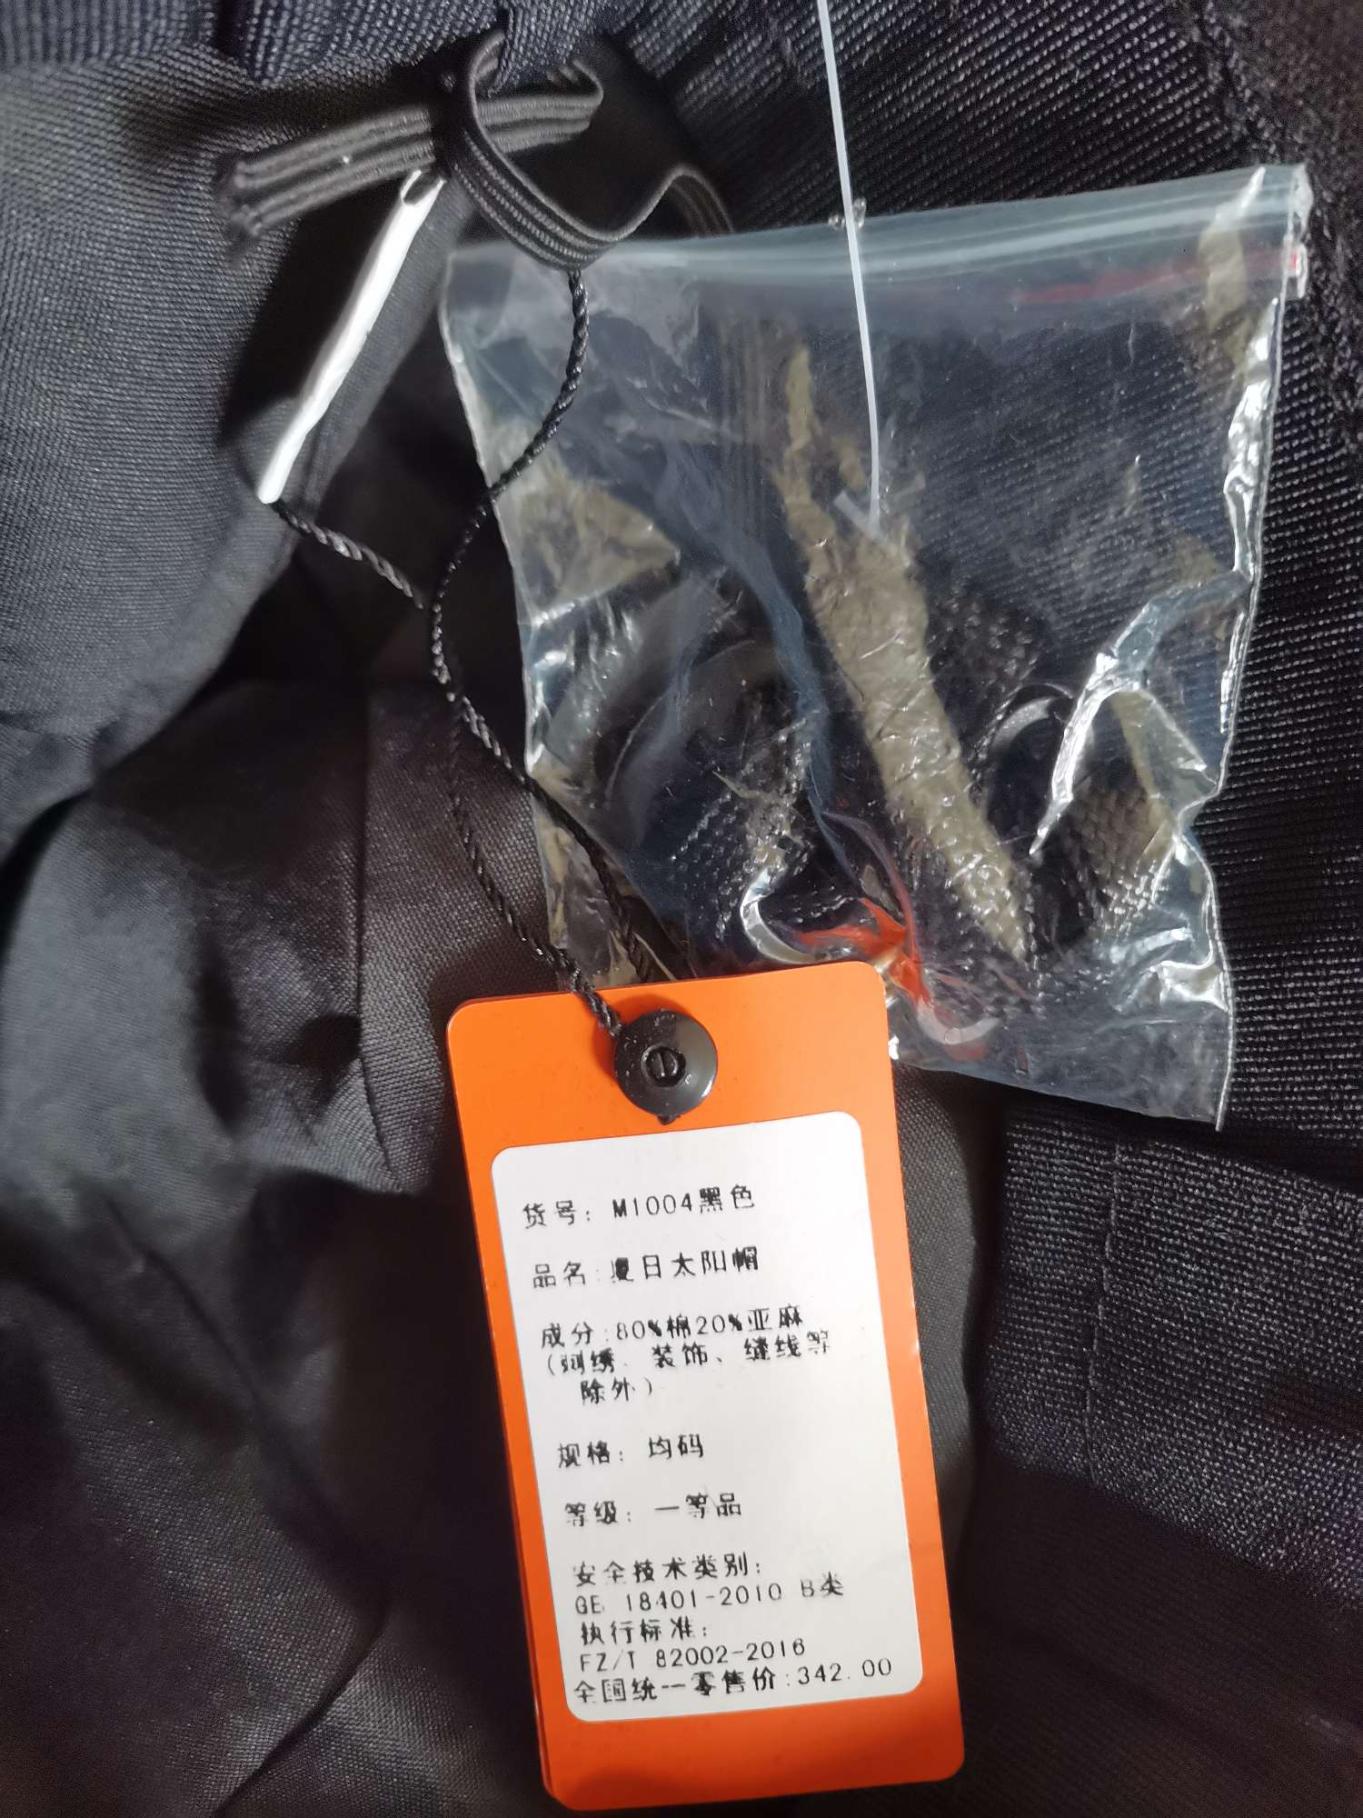 货号: M1004黑色
品名:夏日太阳帽
成分:80%棉20%亚麻
(刺绣、装饰、缝线等
除外)
规格: 均码
等级: 一等品
安全技术类别:
GB 18401-2010 B类
执行标准:
FZ/T 82002-2016
全国统一零售价:342.00